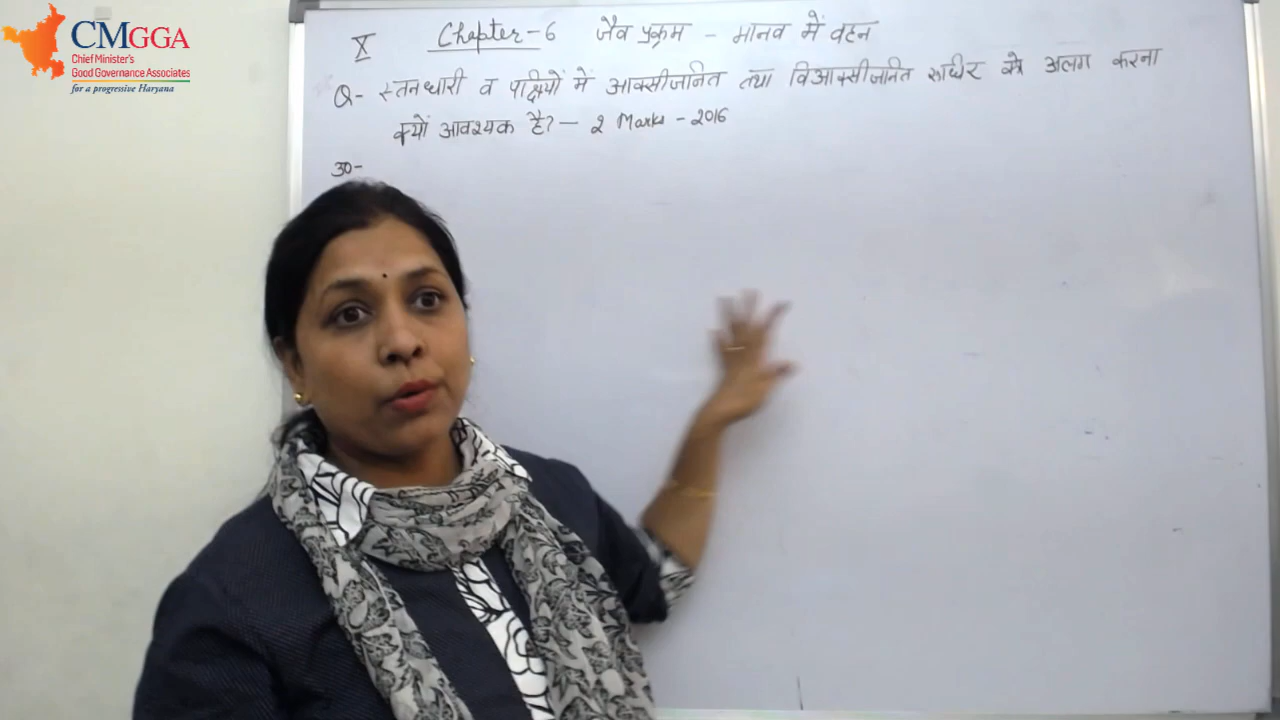 CMGGA
Chief Minister's
Good Governance Associates
for a progressive Haryana
X Chapter-6 जैव प्रक्रम - मानव में वहन
Q- स्तनधारी व पक्षियों में आक्सीजनित तथा विआक्सीजनित रुधिर को अलग करना
क्यों आवश्यक है? - 2 Marks - 2016
उ0-